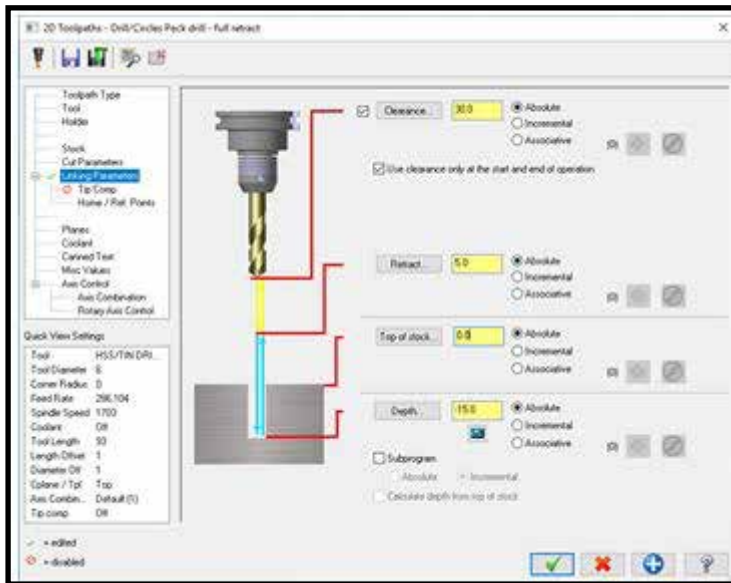 2D Toolpaths - Drill/Circles Peck drill - full retract
Toolpath Type
Tool
Holder
Stock
Cut Parameters
Linking Parameters
Tip Comp
Home / Ref. Points
Planes
Coolant
Canned Text
Misc Values
Axis Control
Axis Combination
Rotary Axis Control
Quick View Settings
Tool HSS/TIN DRI...
Tool Diameter 6
Corner Radius 0
Feed Rate 286.104
Spindle Speed 1700
Coolant Off
Tool Length 50
Length Offset 1
Diameter Off 1
Cplane / Tpl Top
Axis Combin... Default (1)
Tip comp Off
= edited
= disabled
Clearance... 30.0
Absolute
Incremental
Associative
(0)
Use clearance only at the start and end of operation
Retract... 5.0
Absolute
Incremental
Associative
(0)
Top of stock... 0.0
Absolute
Incremental
Associative
(0)
Depth... -15.0
Absolute
Incremental
Associative
(0)
Subprogram
Absolute Incremental
Calculate depth from top of stock